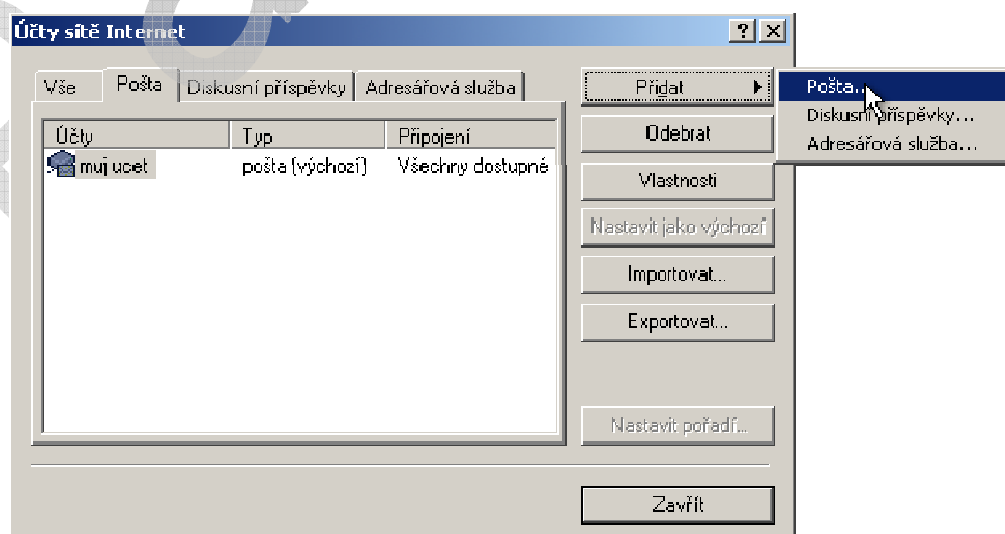 Účty sítě Internet
Vše Pošta Diskusní příspěvky Adresářová služba
Účty Typ Připojení
muj ucet pošta (výchozí) Všechny dostupné
Přidat
Odebrat
Vlastnosti
Nastavit jako výchozí
Importovat...
Exportovat...
Nastavit pořadí...
Zavřít
Pošta...
Diskusní příspěvky...
Adresářová služba...